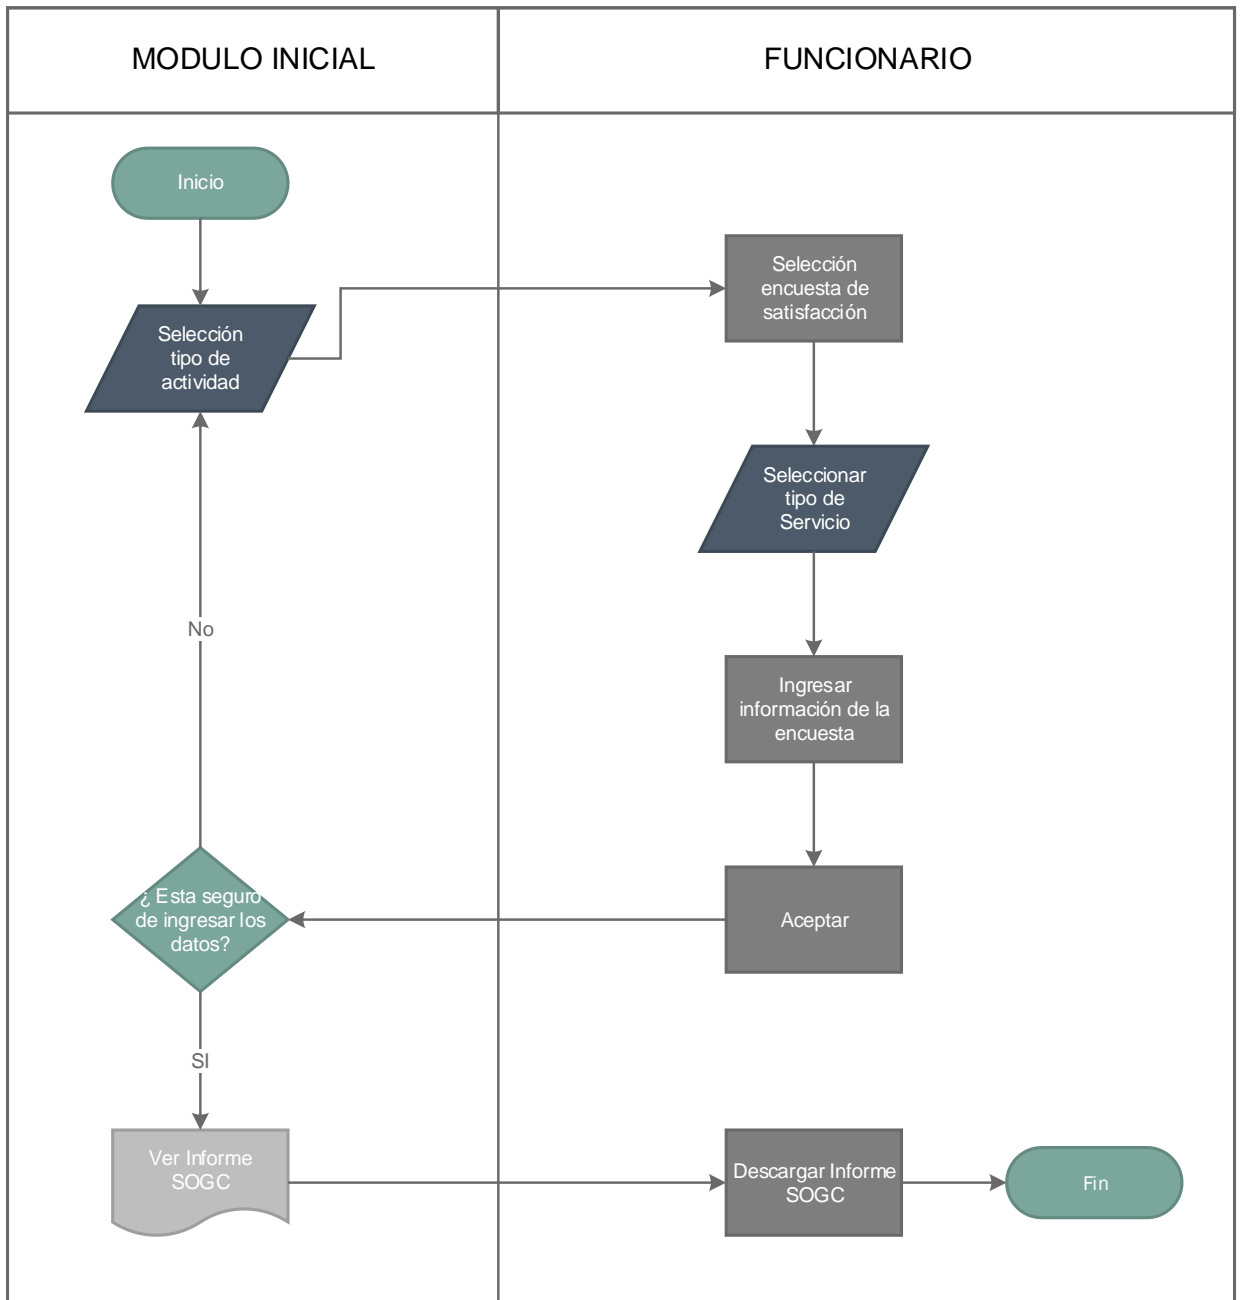 MODULO INICIAL
FUNCIONARIO
Inicio
Selección
tipo de
actividad
Selección
encuesta de
satisfacción
Seleccionar
tipo de
Servicio
No
Ingresar
información de la
encuesta
¿ Esta seguro
de ingresar los
datos?
Aceptar
SI
Ver Informe
SOGC
Descargar Informe
SOGC
Fin